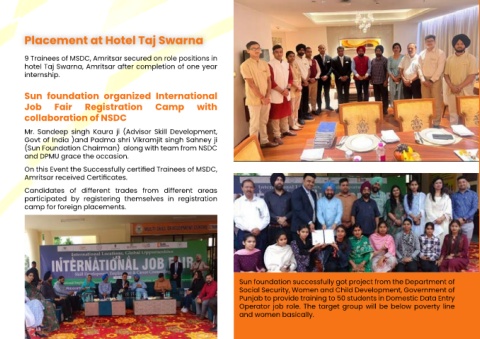 Placement at Hotel Taj Swarna
9 Trainees of MSDC, Amritsar secured on role positions in
hotel Taj Swarna, Amritsar after completion of one year
internship.
Sun foundation organized International
Job Fair Registration Camp with
collaboration of NSDC
Mr. Sandeep singh Kaura ji (Advisor Skill Development,
Govt of India )and Padma shri Vikramjit singh Sahney ji
(Sun Foundation Chairman) along with team from NSDC
and DPMU grace the occasion.
On this Event the Successfully certified Trainees of MSDC,
Amritsar received Certificates.
Candidates of different trades from different areas
participated by registering themselves in registration
camp for foreign placements.
INTERNATIONAL JOB FAIR
Sun foundation successfully got project from the Department of
Social Security, Women and Child Development, Government of
Punjab to provide training to 50 students in Domestic Data Entry
Operator job role. The target group will be below poverty line
and women basically.